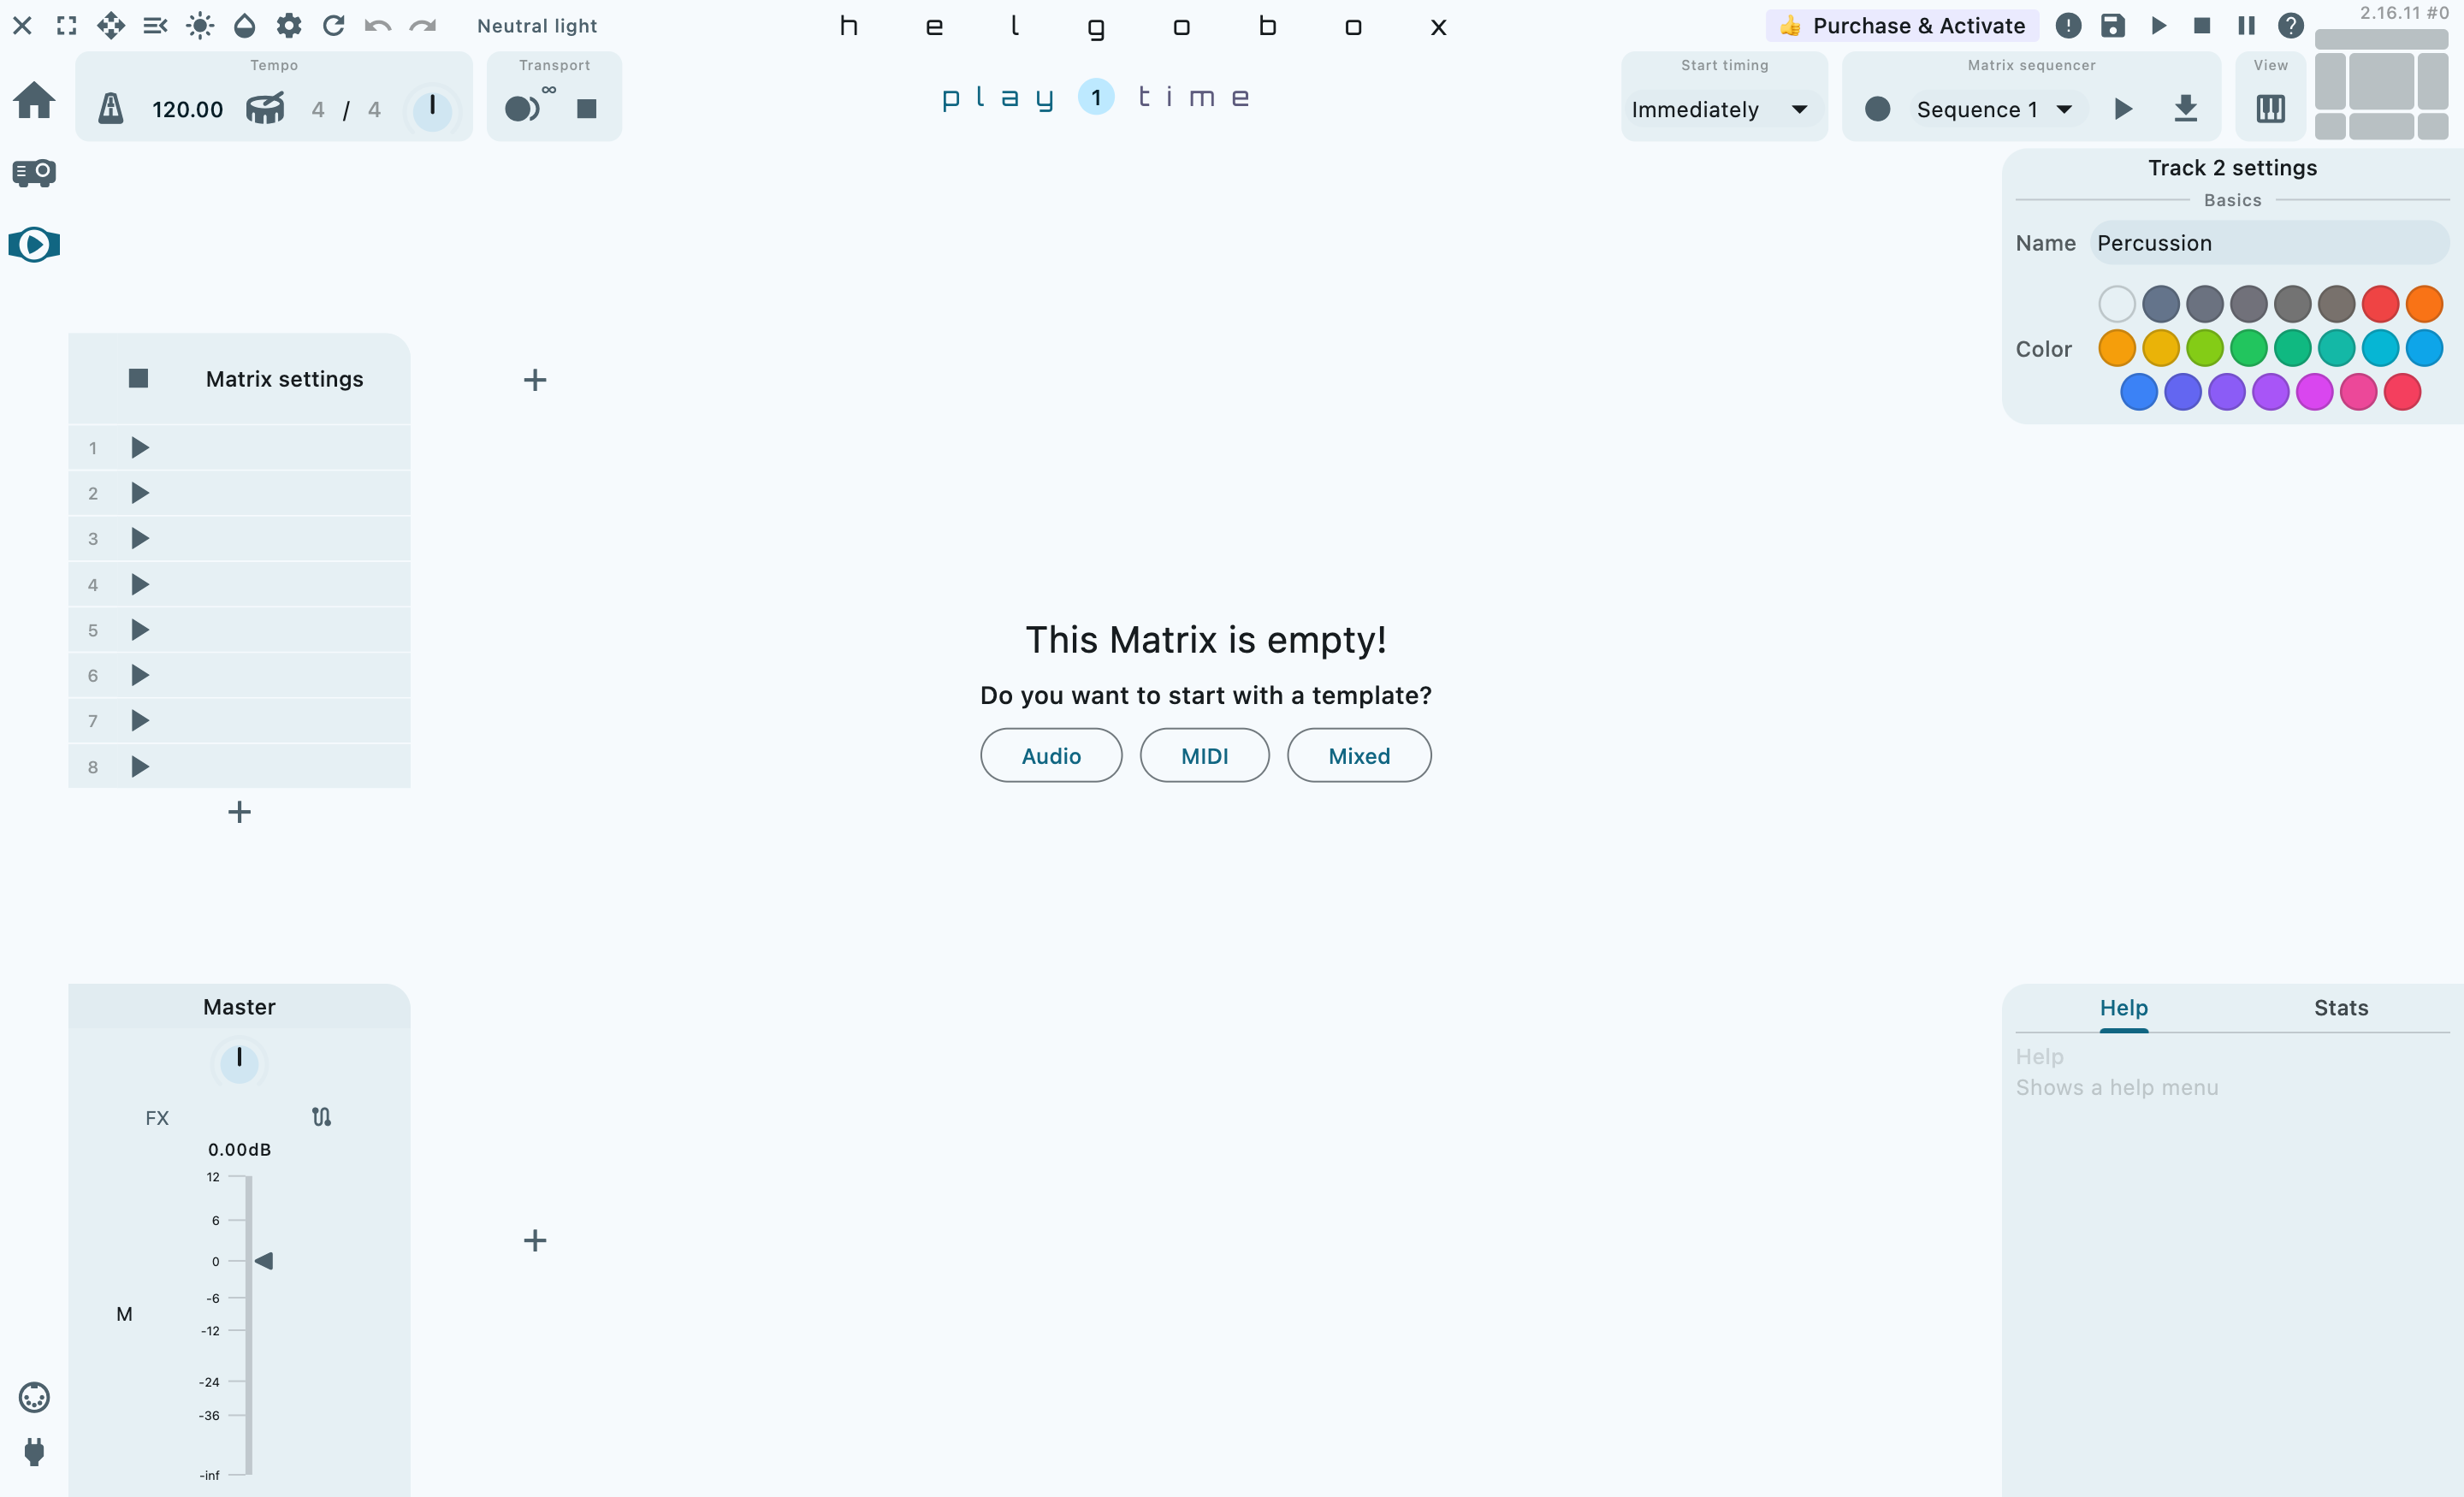 Neutral light
h e l g o b o x
👍 Purchase & Activate
2.16.11 #0
Tempo
120.00
4 / 4
Transport
∞
play 1 time
Start timing
Immediately
Matrix sequencer
Sequence 1
View
Track 2 settings
Basics
Name Percussion
Color
Matrix settings
1
2
3
4
5
6
7
8
This Matrix is empty!
Do you want to start with a template?
Audio MIDI Mixed
Master
FX
0.00dB
12
6
0
-6
M
-12
-24
-36
-inf
Help Stats
Help
Shows a help menu